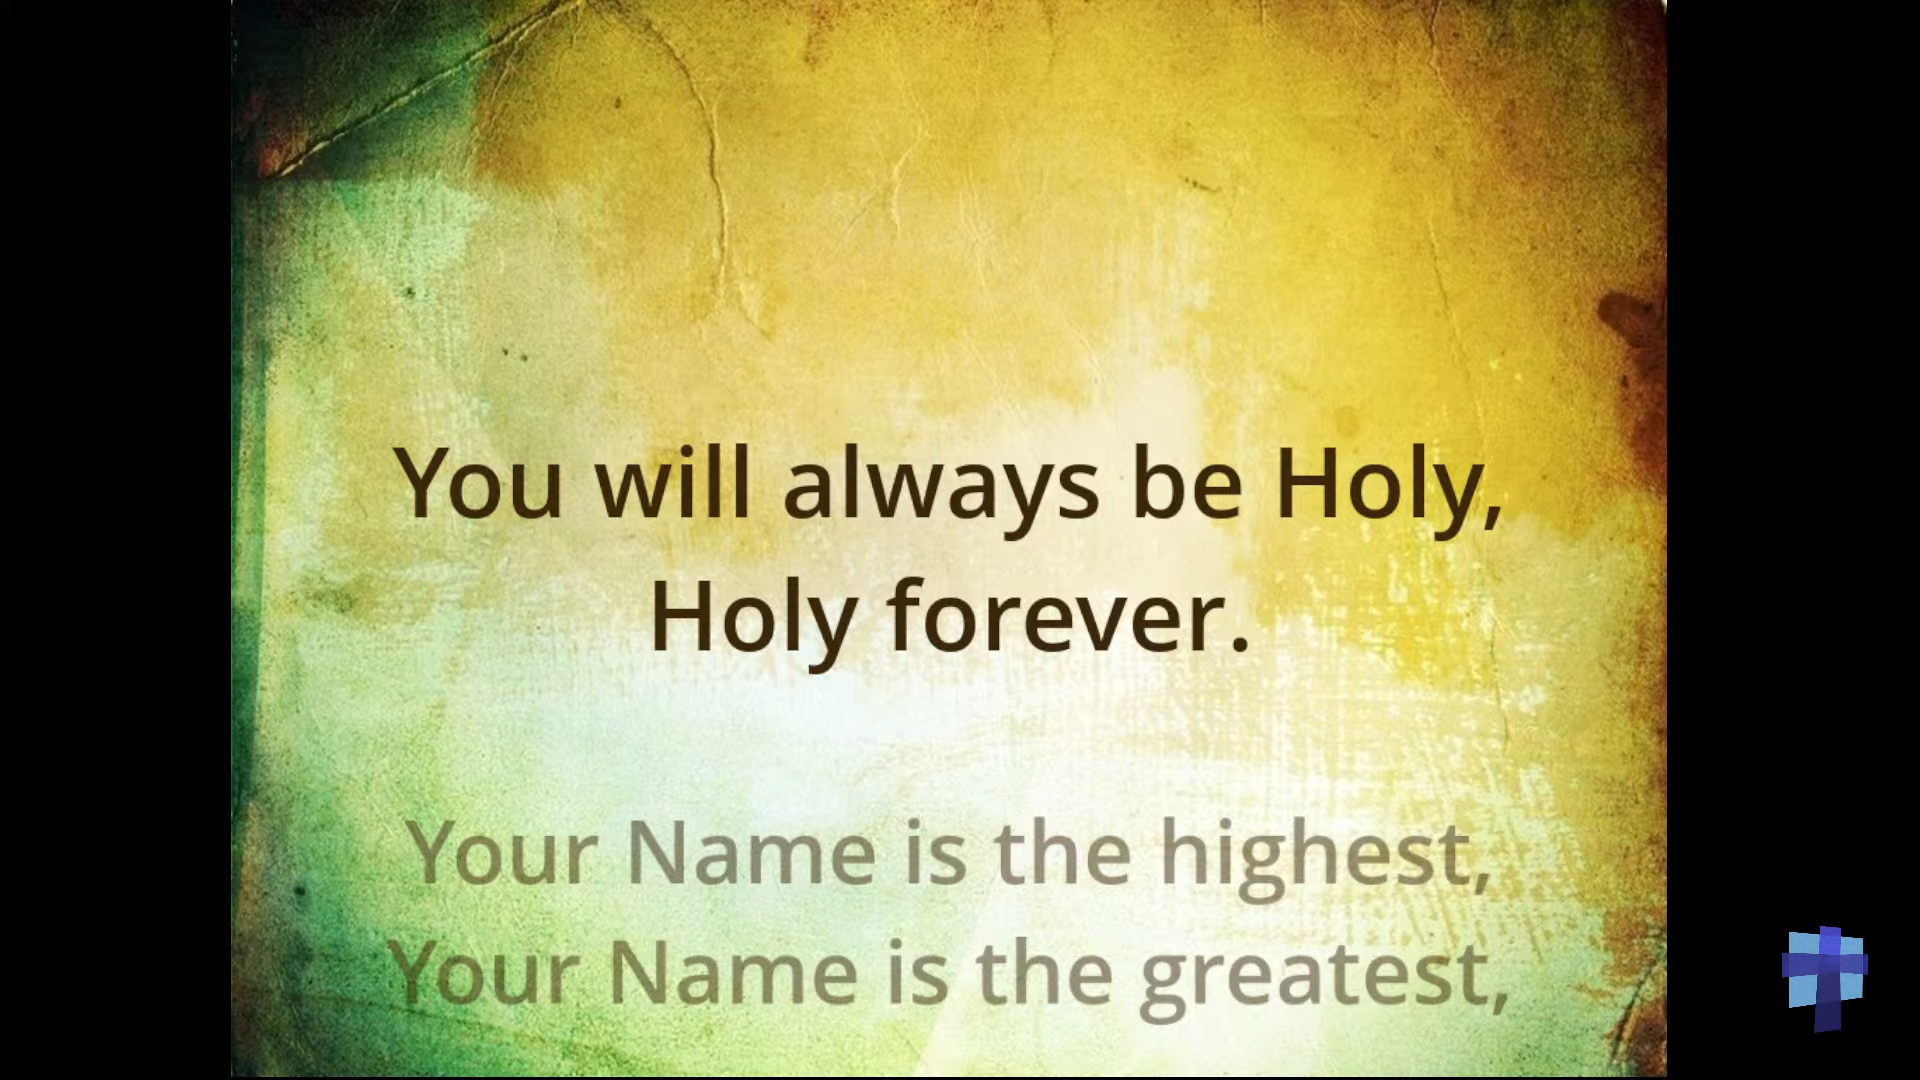 You will always be Holy,
Holy forever.
Your Name is the highest,
Your Name is the greatest,